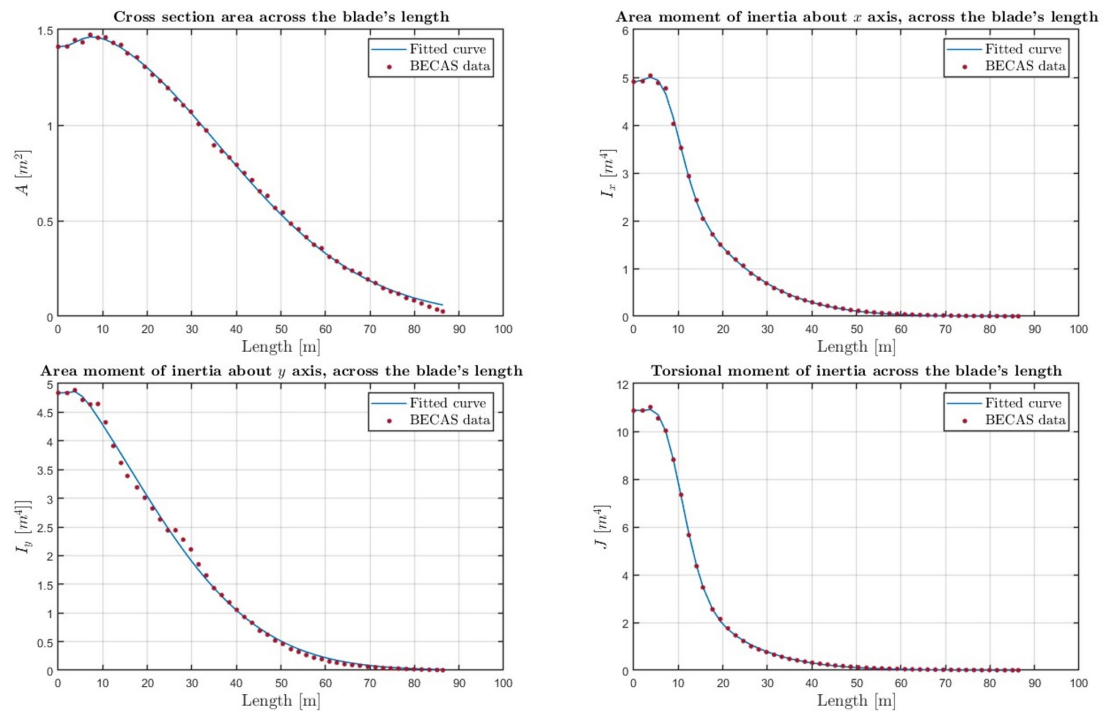 Cross section area across the blade's length
1.5
1
0.5
0
A [m²]
Fitted curve
BECAS data
0 10 20 30 40 50 60 70 80 90 100
Length [m]
Area moment of inertia about x axis, across the blade's length
6
5
4
3
2
1
0
I_x [m⁴]
Fitted curve
BECAS data
0 10 20 30 40 50 60 70 80 90 100
Length [m]
Area moment of inertia about y axis, across the blade's length
5
4.5
4
3.5
3
2.5
2
1.5
1
0.5
0
I_y [m⁴]]
Fitted curve
BECAS data
0 10 20 30 40 50 60 70 80 90 100
Length [m]
Torsional moment of inertia across the blade's length
12
10
8
6
4
2
0
J [m⁴]
Fitted curve
BECAS data
0 10 20 30 40 50 60 70 80 90 100
Length [m]